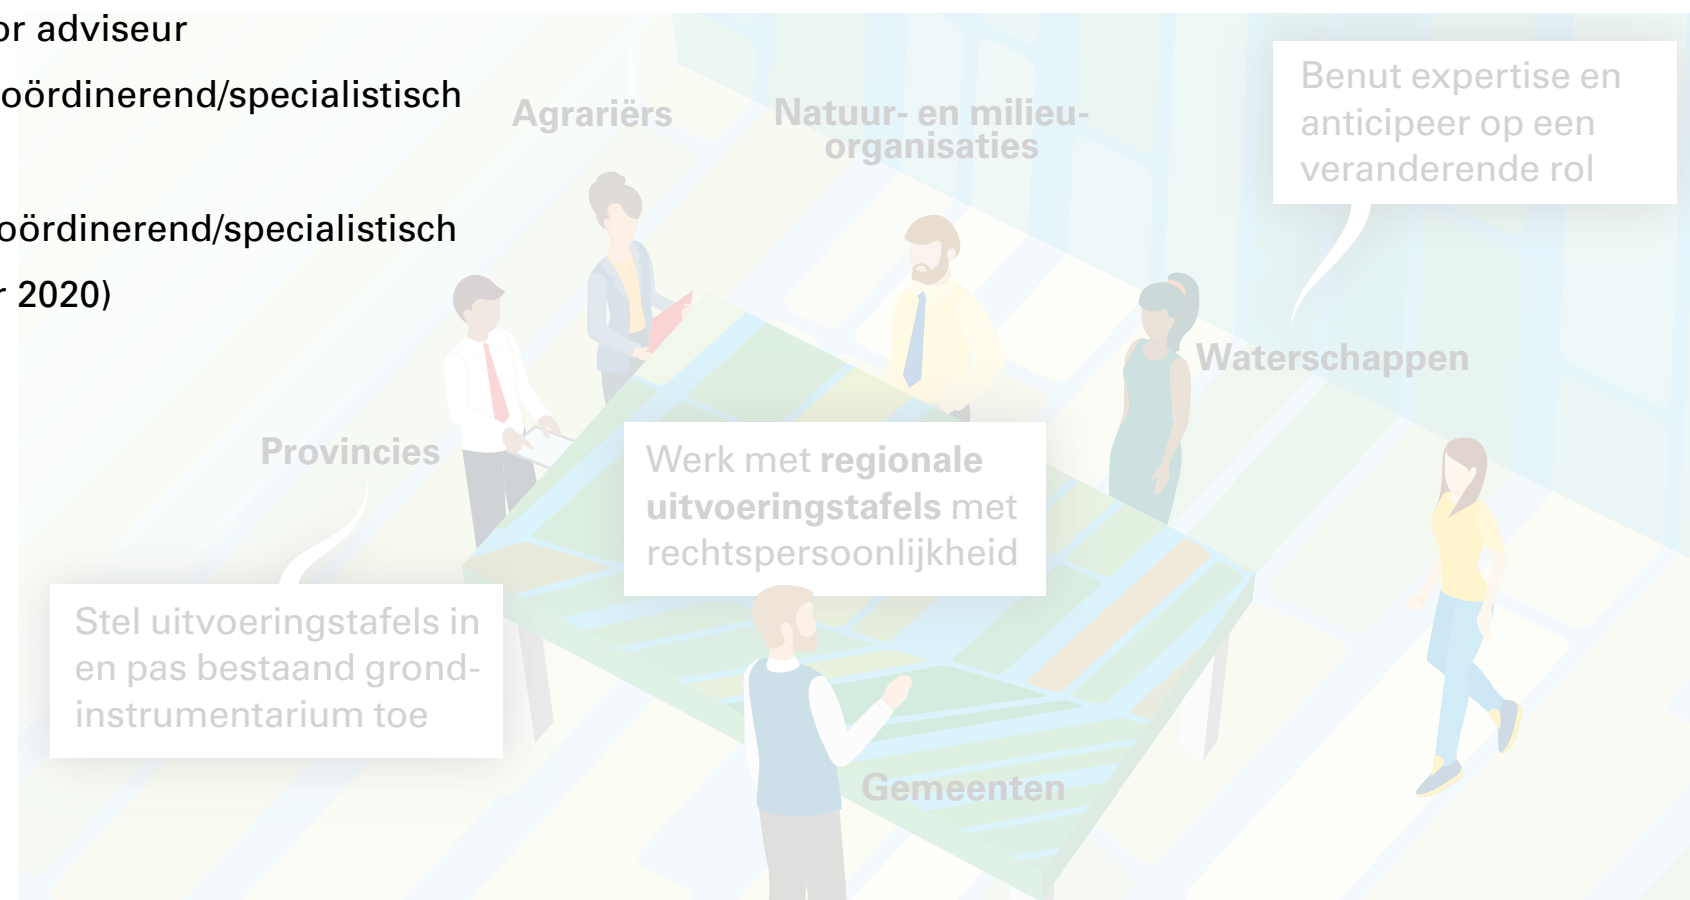 or adviseur
oördinerend/specialistisch
oördinerend/specialistisch
r 2020)
Agrariërs
Natuur- en milieu-
organisaties
Benut expertise en
anticipeer op een
veranderende rol
Waterschappen
Provincies
Werk met regionale
uitvoeringstafels met
rechtspersoonlijkheid
Stel uitvoeringstafels in
en pas bestaand grond-
instrumentarium toe
Gemeenten